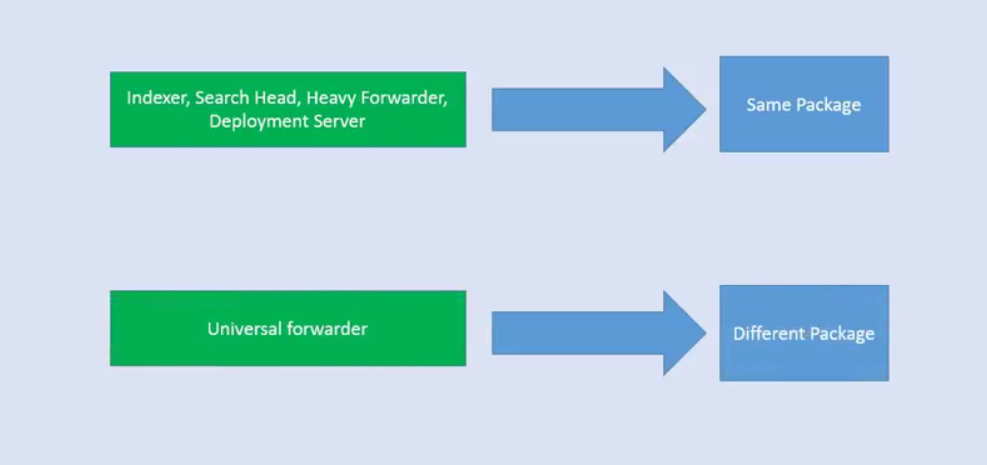 Indexer, Search Head, Heavy Forwarder,
Deployment Server
Same Package
Universal forwarder
Different Package